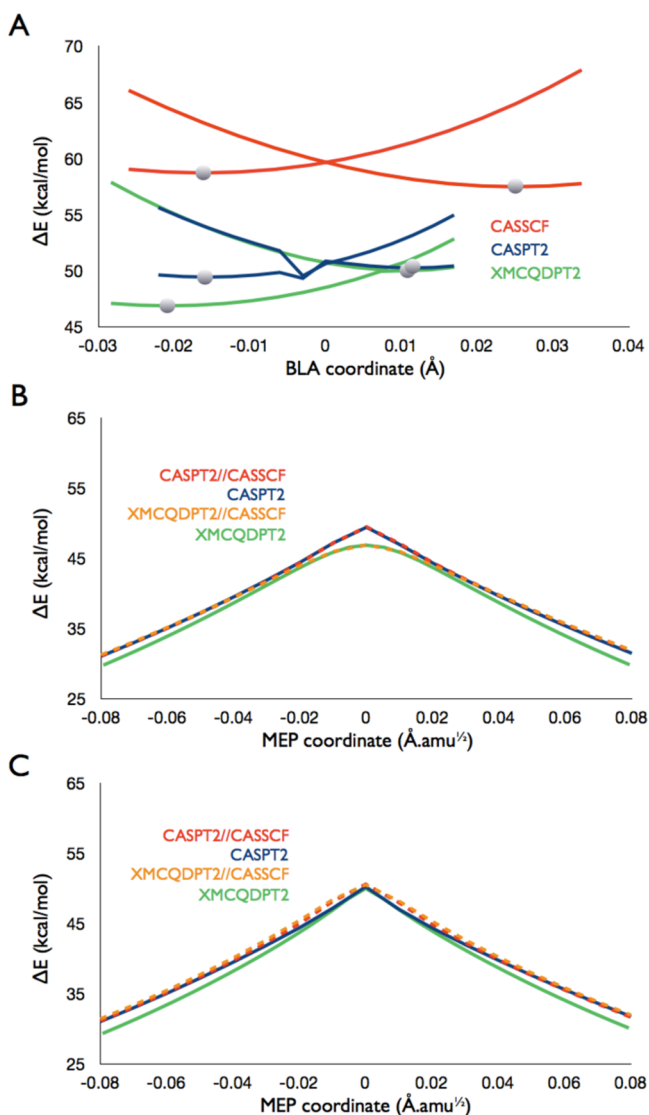 A
70
65
60
55
50
45
ΔE (kcal/mol)
CASSCF
CASPT2
XMCQDPT2
-0.03 -0.02 -0.01 0 0.01 0.02 0.03 0.04
BLA coordinate (Å)
B
65
55
45
35
25
ΔE (kcal/mol)
CASPT2//CASSCF
CASPT2
XMCQDPT2//CASSCF
XMCQDPT2
-0.08 -0.06 -0.04 -0.02 0 0.02 0.04 0.06 0.08
MEP coordinate (Å.amu½)
C
65
55
45
35
25
ΔE (kcal/mol)
CASPT2//CASSCF
CASPT2
XMCQDPT2//CASSCF
XMCQDPT2
-0.08 -0.06 -0.04 -0.02 0 0.02 0.04 0.06 0.08
MEP coordinate (Å.amu½)